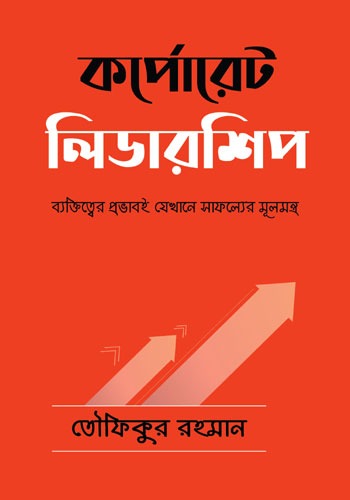 কর্পোরেট
লিডারশিপ
ব্যক্তিত্বের প্রভাবই যেখানে সাফল্যের মূলমন্ত্র
তৌফিকুর রহমান